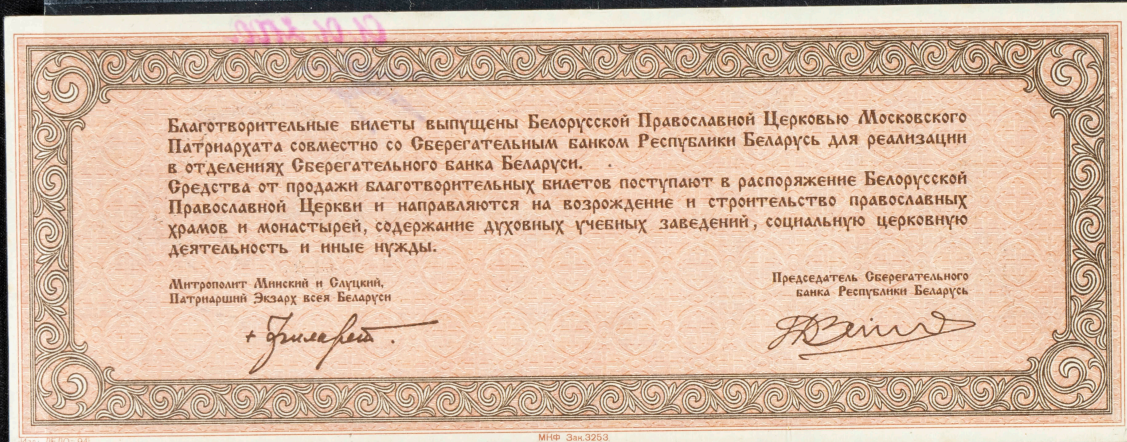 Благотворительные билеты выпущены Белорусской Православной Церковью Московского
Патриархата совместно со Сберегательным банком Республики Беларусь для реализации
в отделениях Сберегательного банка Беларуси.
Средства от продажи благотворительных билетов поступают в распоряжение Белорусской
Православной Церкви и направляются на возрождение и строительство православных
храмов и монастырей, содержание духовных учебных заведений, социальную церковную
деятельность и иные нужды.
Митрополит Минский и Слуцкий,
Патриарший Экзарх всея Беларуси
Председатель Сберегательного
банка Республики Беларусь
+ Филарет.
МНФ Зак.3253